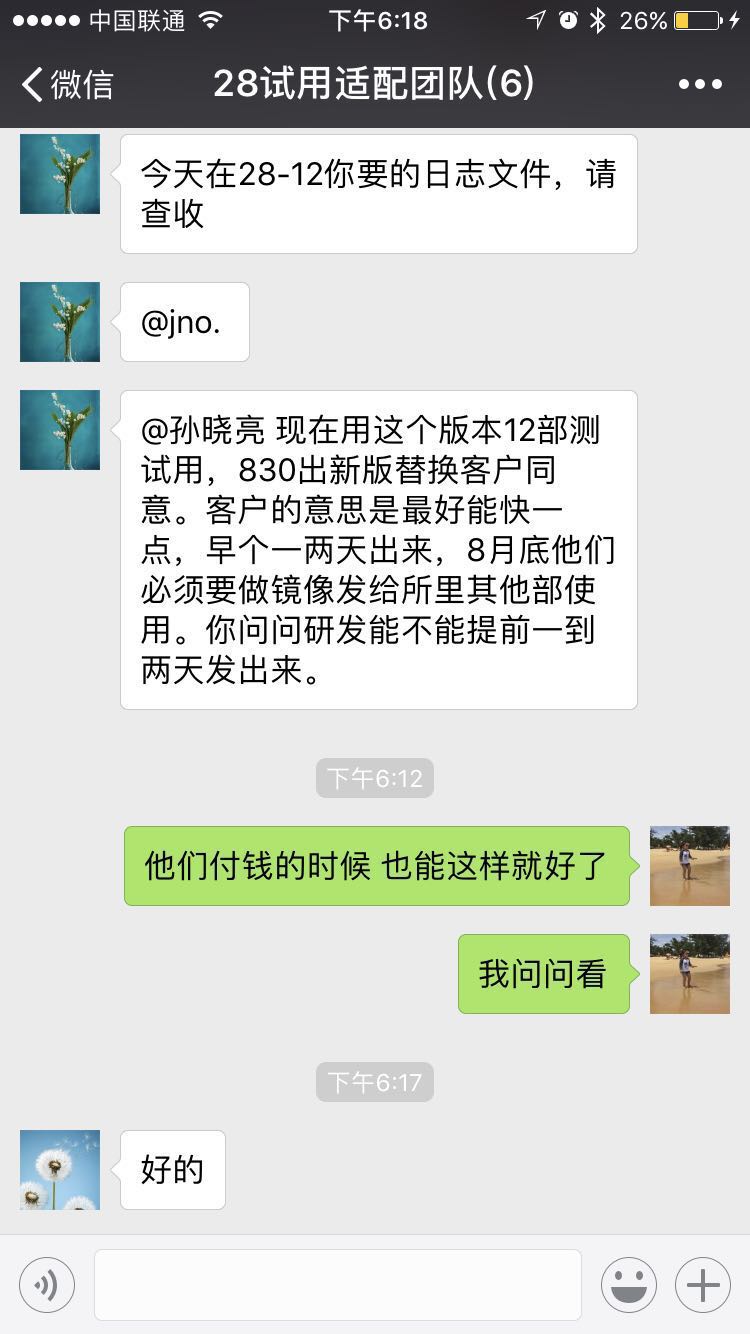 中国联通 下午6:18 26%
微信 28试用适配团队(6)
今天在28-12你要的日志文件，请
查收
@jno.
@孙晓亮 现在用这个版本12部测
试用，830出新版替换客户同
意。客户的意思是最好能快一
点，早个一两天出来，8月底他们
必须要做镜像发给所里其他部使
用。你问问研发能不能提前一到
两天发出来。
下午6:12
他们付钱的时候 也能这样就好了
我问问看
下午6:17
好的